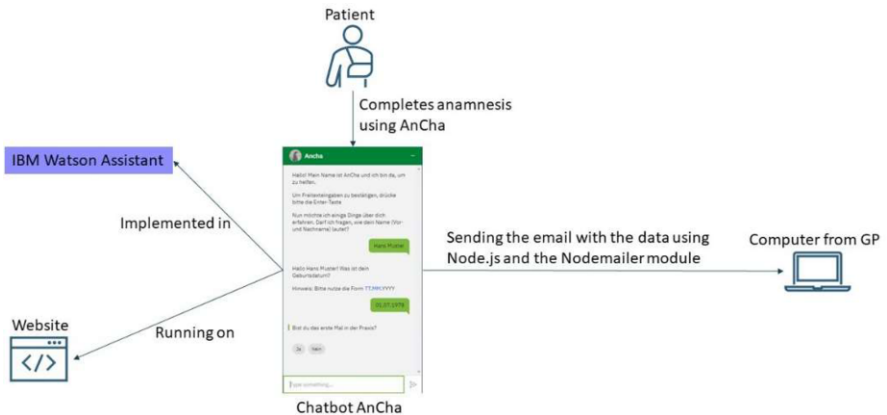 Patient
Completes anamnesis
using AnCha
IBM Watson Assistant
Ancha
Hallo! Mein Name ist AnCha und ich bin da, um
zu helfen.
Um Freitexteingaben zu bestätigen, drücke
bitte die Enter-Taste
Nun möchte ich einige Dinge über dich
erfahren. Darf ich fragen, wie dein Name (Vor-
und Nachname) lautet?
Hans Muster
Implemented in
Sending the email with the data using
Node.js and the Nodemailer module
Computer from GP
Hallo Hans Muster! Was ist dein
Geburtsdatum?
Hinweis: Bitte nutze die Form TT.MM.YYYY
Website
</>
Running on
Bist du das erste Mal in der Praxis?
Ja
Nein
Type something...
Chatbot AnCha